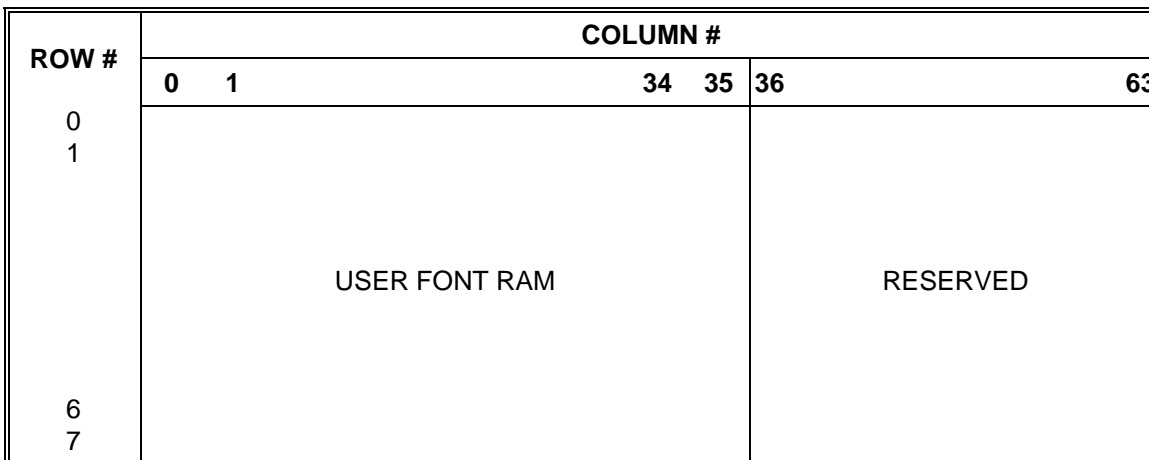 COLUMN #
ROW #
0 1 34 35 36 63
0
1
USER FONT RAM RESERVED
6
7